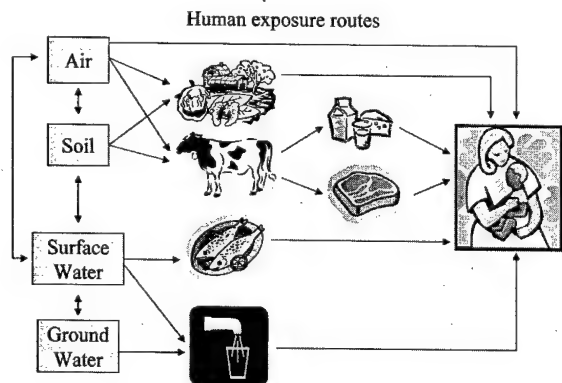 Human exposure routes
Air
Soil
Surface
Water
Ground
Water